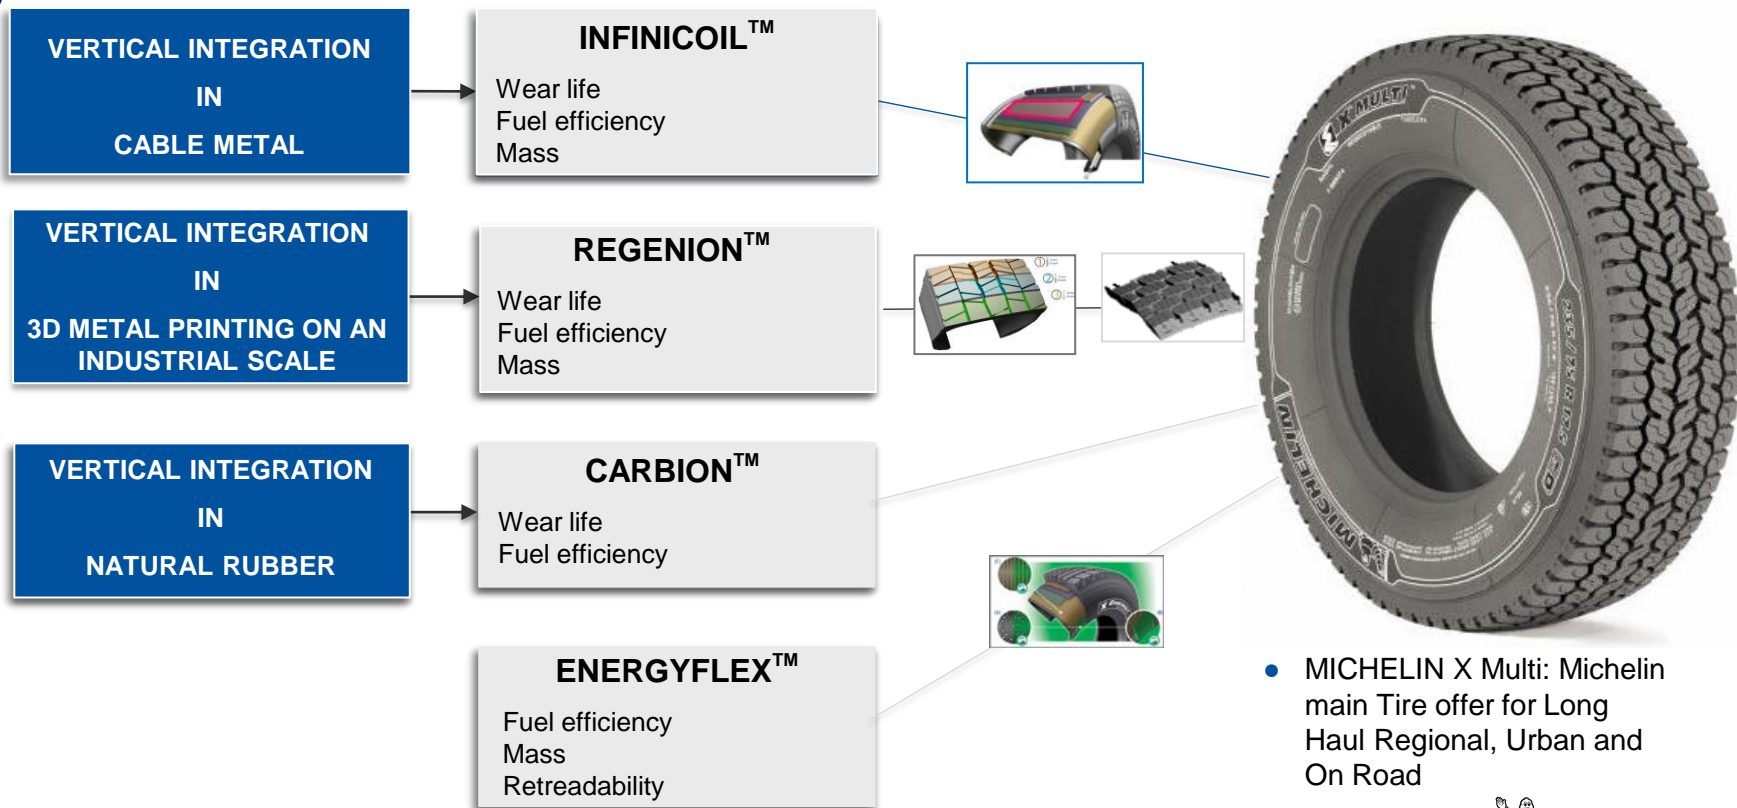 VERTICAL INTEGRATION
IN
CABLE METAL
INFINICOIL™
Wear life
Fuel efficiency
Mass
VERTICAL INTEGRATION
IN
3D METAL PRINTING ON AN
INDUSTRIAL SCALE
REGENION™
Wear life
Fuel efficiency
Mass
1
2
3
VERTICAL INTEGRATION
IN
NATURAL RUBBER
CARBION™
Wear life
Fuel efficiency
ENERGYFLEX™
Fuel efficiency
Mass
Retreadability
X MULTI
MICHELIN
D
• MICHELIN X Multi: Michelin
main Tire offer for Long
Haul Regional, Urban and
On Road